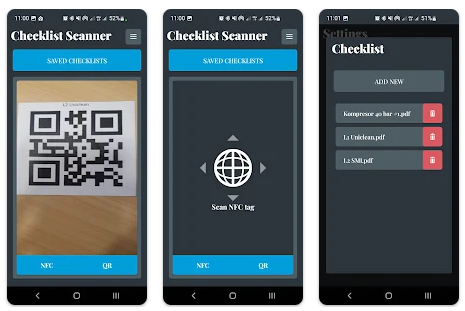 11:00
52%
Checklist Scanner
SAVED CHECKLISTS
L2 Uniclean
NFC QR
11:00
52%
Checklist Scanner
SAVED CHECKLISTS
Scan NFC tag
NFC QR
11:01
51%
Settings
Checklist
ADD NEW
Kompresor 40 bar #1.pdf
L1 Uniclean.pdf
L2 SMI.pdf